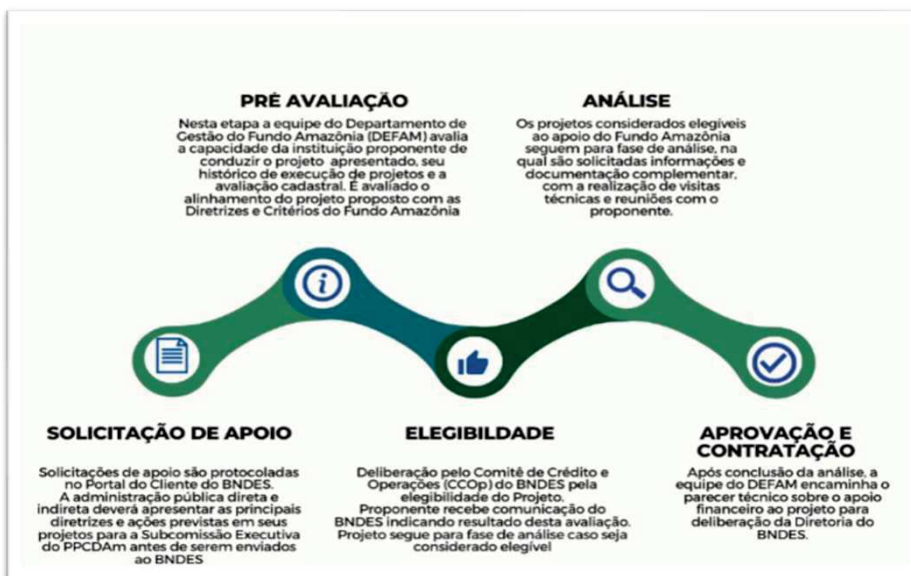 PRÉ AVALIAÇÃO
Nesta etapa a equipe do Departamento de
Gestão do Fundo Amazônia (DEFAM) avalia
a capacidade da instituição proponente de
conduzir o projeto apresentado, seu
histórico de execução de projetos e a
avaliação cadastral. É avaliado o
alinhamento do projeto proposto com as
Diretrizes e Critérios do Fundo Amazônia
ANÁLISE
Os projetos considerados elegíveis
ao apoio do Fundo Amazônia
seguem para fase de análise, na
qual são solicitadas informações e
documentação complementar,
com a realização de visitas
técnicas e reuniões com o
proponente.
SOLICITAÇÃO DE APOIO
Solicitações de apoio são protocoladas
no Portal do Cliente do BNDES.
A administração pública direta e
indireta deverá apresentar as principais
diretrizes e ações previstas em seus
projetos para a Subcomissão Executiva
do PPCDAm antes de serem enviados
ao BNDES
ELEGIBILDADE
Deliberação pelo Comitê de Crédito e
Operações (CCOp) do BNDES pela
elegibilidade do Projeto.
Proponente recebe comunicação do
BNDES indicando resultado desta avaliação.
Projeto segue para fase de análise caso seja
considerado elegível
APROVAÇÃO E
CONTRATAÇÃO
Após conclusão da análise, a
equipe do DEFAM encaminha o
parecer técnico sobre o apoio
financeiro ao projeto para
deliberação da Diretoria do
BNDES.